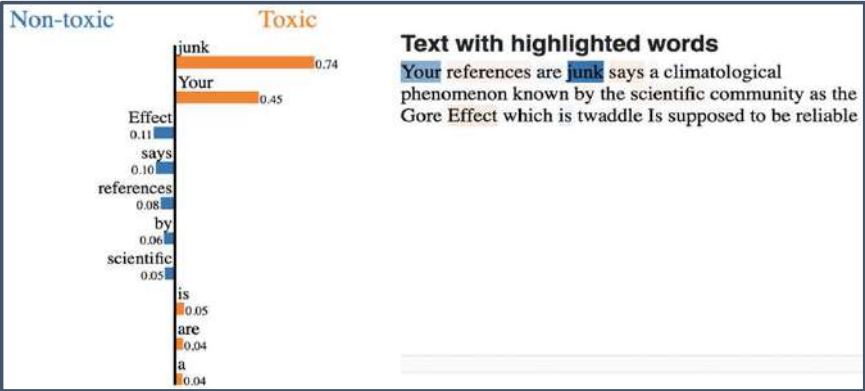 Non-toxic
Toxic
junk
0.74
Your
0.45
Effect
0.11
says
0.10
references
0.08
by
0.06
scientific
0.05
is
0.05
are
0.04
a
0.04
Text with highlighted words
Your references are junk says a climatological
phenomenon known by the scientific community as the
Gore Effect which is twaddle Is supposed to be reliable